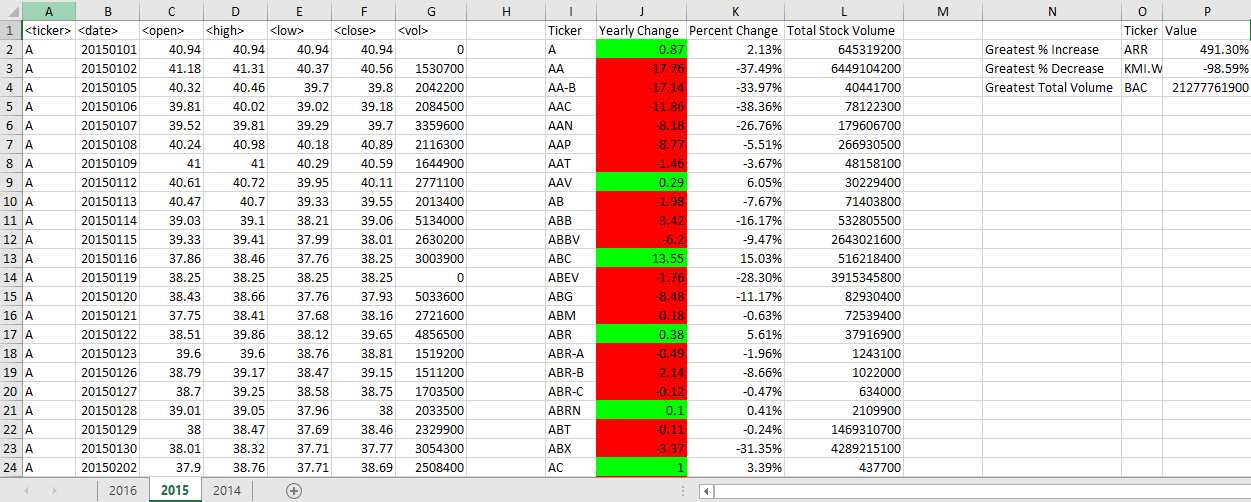 A B C D E F G H I J K L M N O P
1 <ticker> <date> <open> <high> <low> <close> <vol> Ticker Yearly Change Percent Change Total Stock Volume Ticker Value
2 A 20150101 40.94 40.94 40.94 40.94 0 A 0.87 2.13% 645319200 Greatest % Increase ARR 491.30%
3 A 20150102 41.18 41.31 40.37 40.56 1530700 AA -17.76 -37.49% 6449104200 Greatest % Decrease KMI.W -98.59%
4 A 20150105 40.32 40.46 39.7 39.8 2042200 AA-B -17.14 -33.97% 40441700 Greatest Total Volume BAC 21277761900
5 A 20150106 39.81 40.02 39.02 39.18 2084500 AAC -11.86 -38.36% 78122300
6 A 20150107 39.52 39.81 39.29 39.7 3359600 AAN -8.18 -26.76% 179606700
7 A 20150108 40.24 40.98 40.18 40.89 2116300 AAP -8.77 -5.51% 266930500
8 A 20150109 41 41 40.29 40.59 1644900 AAT -1.46 -3.67% 48158100
9 A 20150112 40.61 40.72 39.95 40.11 2771100 AAV 0.29 6.05% 30229400
10 A 20150113 40.47 40.7 39.33 39.55 2013400 AB -1.98 -7.67% 71403800
11 A 20150114 39.03 39.1 38.21 39.06 5134000 ABB -3.42 -16.17% 532805500
12 A 20150115 39.33 39.41 37.99 38.01 2630200 ABBV -6.2 -9.47% 2643021600
13 A 20150116 37.86 38.46 37.76 38.25 3003900 ABC 13.55 15.03% 516218400
14 A 20150119 38.25 38.25 38.25 38.25 0 ABEV -1.76 -28.30% 3915345800
15 A 20150120 38.43 38.66 37.76 37.93 5033600 ABG -8.48 -11.17% 82930400
16 A 20150121 37.75 38.41 37.68 38.16 2721600 ABM -0.18 -0.63% 72539400
17 A 20150122 38.51 39.86 38.12 39.65 4856500 ABR 0.38 5.61% 37916900
18 A 20150123 39.6 39.6 38.76 38.81 1519200 ABR-A -0.49 -1.96% 1243100
19 A 20150126 38.79 39.17 38.47 39.15 1511200 ABR-B -2.14 -8.66% 1022000
20 A 20150127 38.7 39.25 38.58 38.75 1703500 ABR-C -0.12 -0.47% 634000
21 A 20150128 39.01 39.05 37.96 38 2033500 ABRN 0.1 0.41% 2109900
22 A 20150129 38 38.47 37.69 38.46 2329900 ABT -0.11 -0.24% 1469310700
23 A 20150130 38.01 38.32 37.71 37.77 3054300 ABX -3.37 -31.35% 4289215100
24 A 20150202 37.9 38.76 37.71 38.69 2508400 AC 1 3.39% 437700
2016 2015 2014